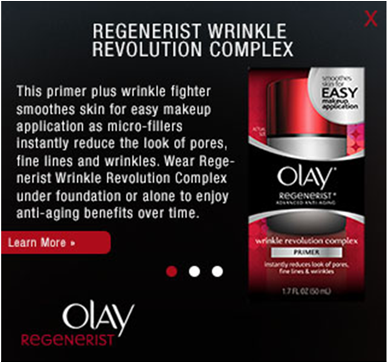 X
REGENERIST WRINKLE
REVOLUTION COMPLEX
This primer plus wrinkle fighter
smoothes skin for easy makeup
application as micro-fillers
instantly reduce the look of pores,
fine lines and wrinkles. Wear Rege-
nerist Wrinkle Revolution Complex
under foundation or alone to enjoy
anti-aging benefits over time.
Learn More »
smoothes
skin for
EASY
makeup
application
ACTUAL
SIZE
OLAY®
REGENERIST®
ADVANCED ANTI-AGING
wrinkle revolution complex
PRIMER
instantly reduces look of pores,
fine lines & wrinkles
1.7 FL OZ (50 mL)
OLAY
REGENERIST